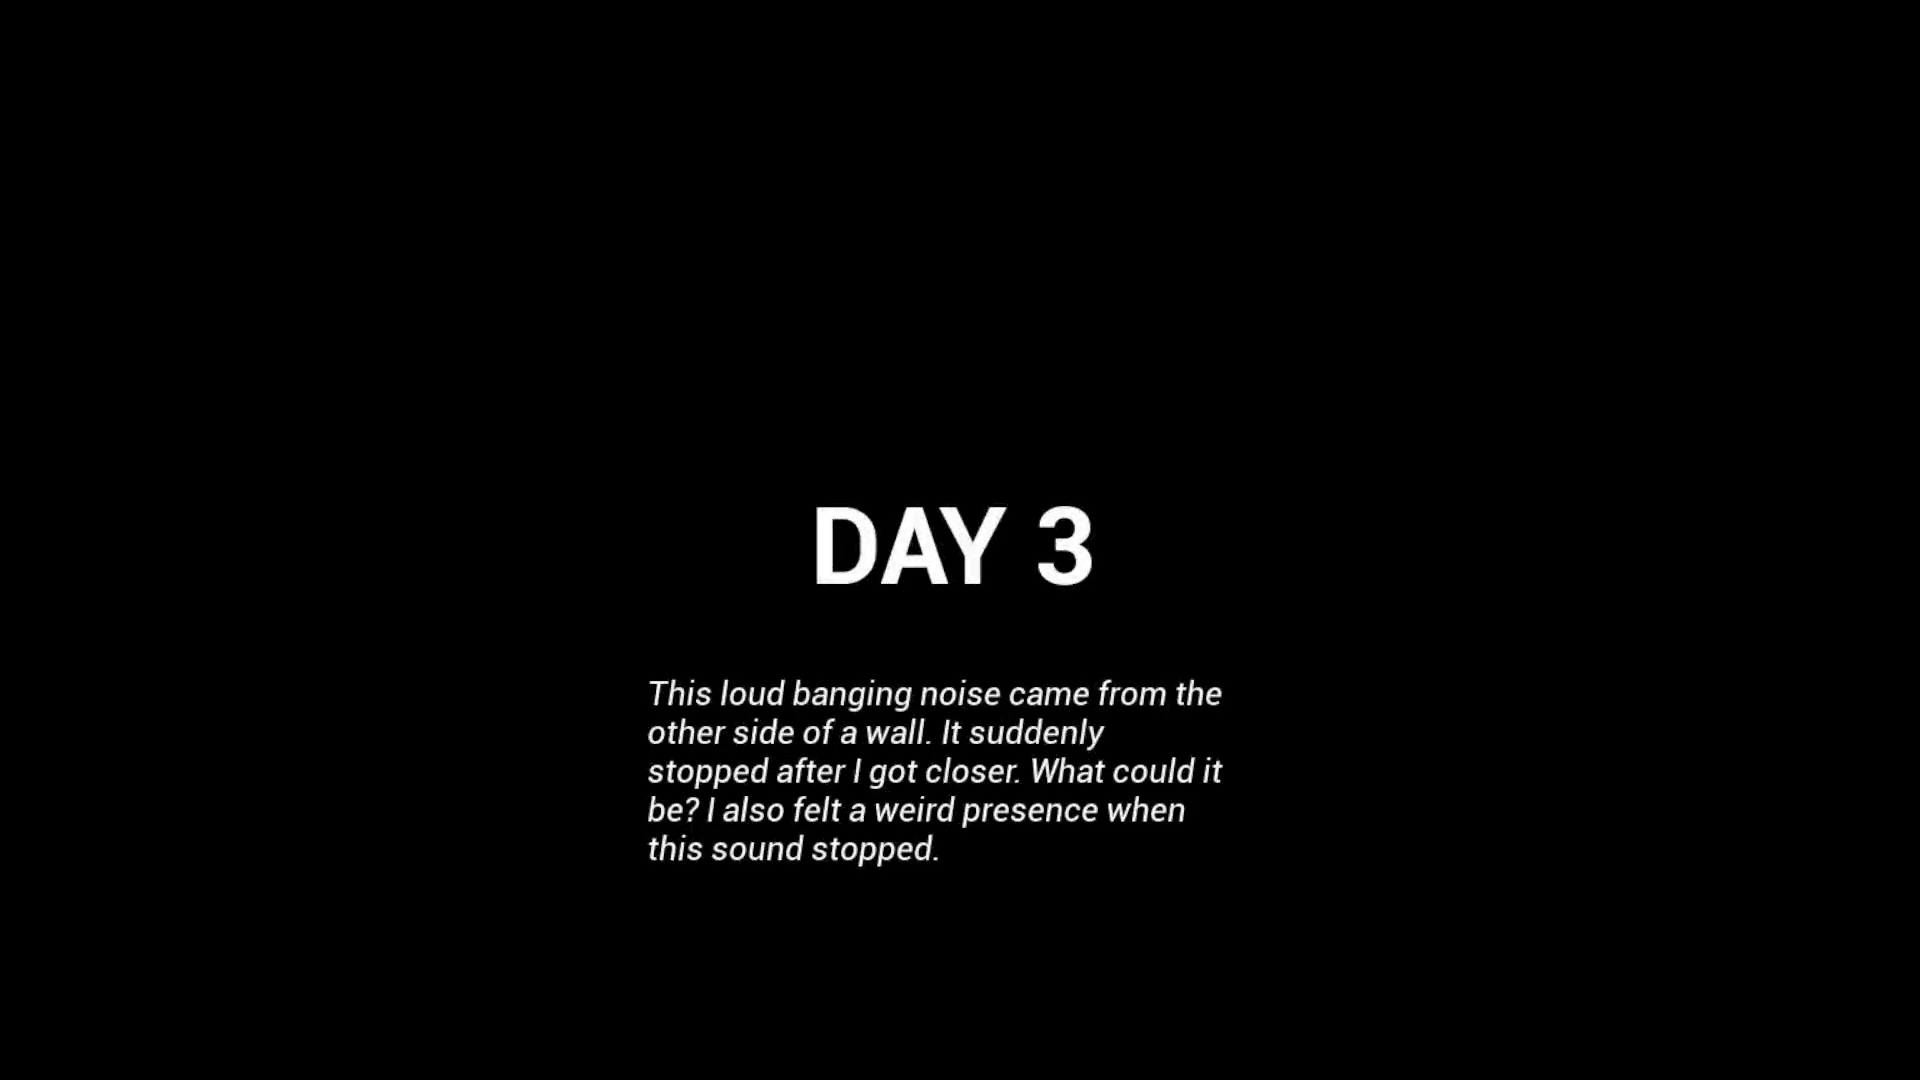 DAY 3
This loud banging noise came from the
other side of a wall. It suddenly
stopped after I got closer. What could it
be? I also felt a weird presence when
this sound stopped.